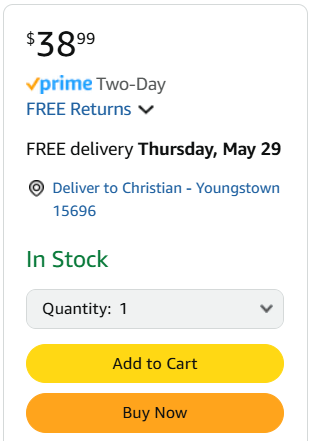 $38.99
prime Two-Day
FREE Returns
FREE delivery Thursday, May 29
Deliver to Christian - Youngstown
15696
In Stock
Quantity: 1
Add to Cart
Buy Now